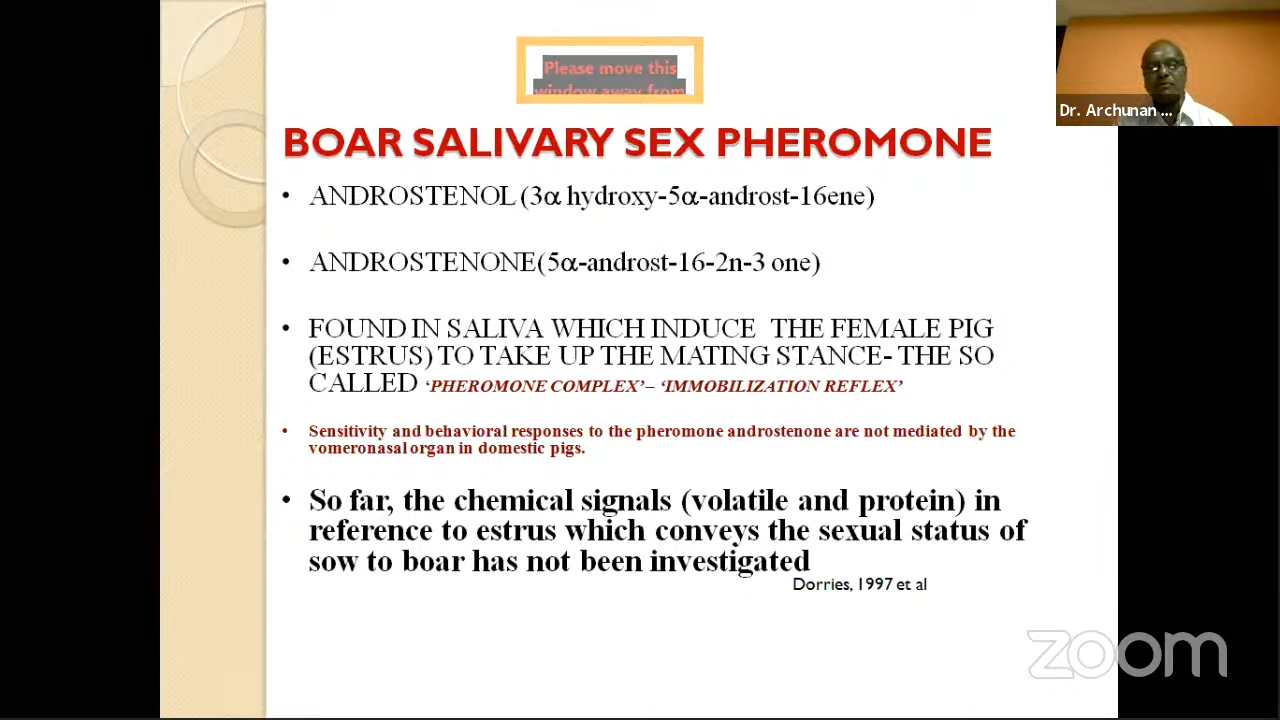 Please move this
window away from
Dr. Archunan ...
BOAR SALIVARY SEX PHEROMONE
• ANDROSTENOL (3α hydroxy-5α-androst-16ene)
• ANDROSTENONE(5α-androst-16-2n-3 one)
• FOUND IN SALIVA WHICH INDUCE THE FEMALE PIG
(ESTRUS) TO TAKE UP THE MATING STANCE- THE SO
CALLED ‘PHEROMONE COMPLEX’– ‘IMMOBILIZATION REFLEX’
• Sensitivity and behavioral responses to the pheromone androstenone are not mediated by the
vomeronasal organ in domestic pigs.
• So far, the chemical signals (volatile and protein) in
reference to estrus which conveys the sexual status of
sow to boar has not been investigated
Dorries, 1997 et al
zoom